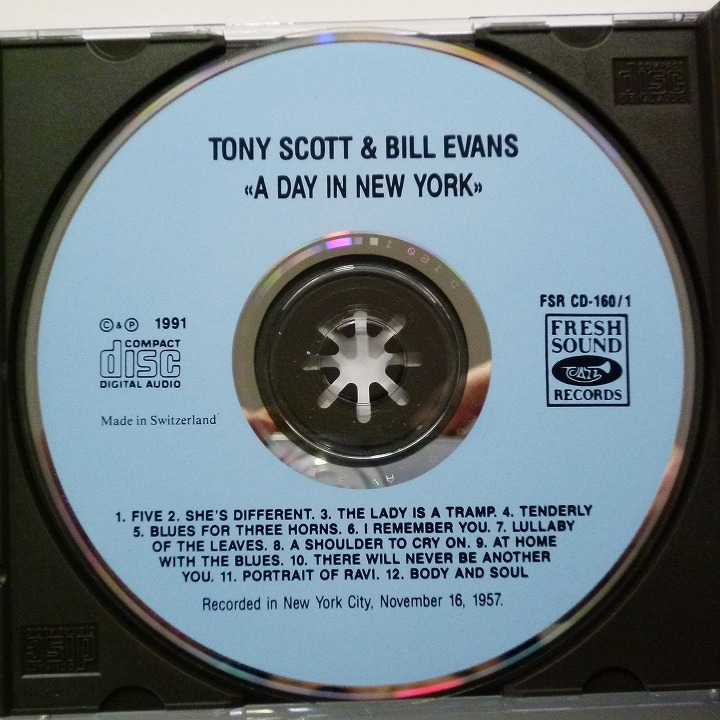 TONY SCOTT & BILL EVANS
«A DAY IN NEW YORK»
© & ℗ 1991
COMPACT
disc
DIGITAL AUDIO
Made in Switzerland
FSR CD-160/1
FRESH
SOUND
JAZZ
RECORDS
1. FIVE 2. SHE'S DIFFERENT. 3. THE LADY IS A TRAMP. 4. TENDERLY
5. BLUES FOR THREE HORNS. 6. I REMEMBER YOU. 7. LULLABY
OF THE LEAVES. 8. A SHOULDER TO CRY ON. 9. AT HOME
WITH THE BLUES. 10. THERE WILL NEVER BE ANOTHER
YOU. 11. PORTRAIT OF RAVI. 12. BODY AND SOUL
Recorded in New York City, November 16, 1957.
COMPACT
disc
DIGITAL AUDIO